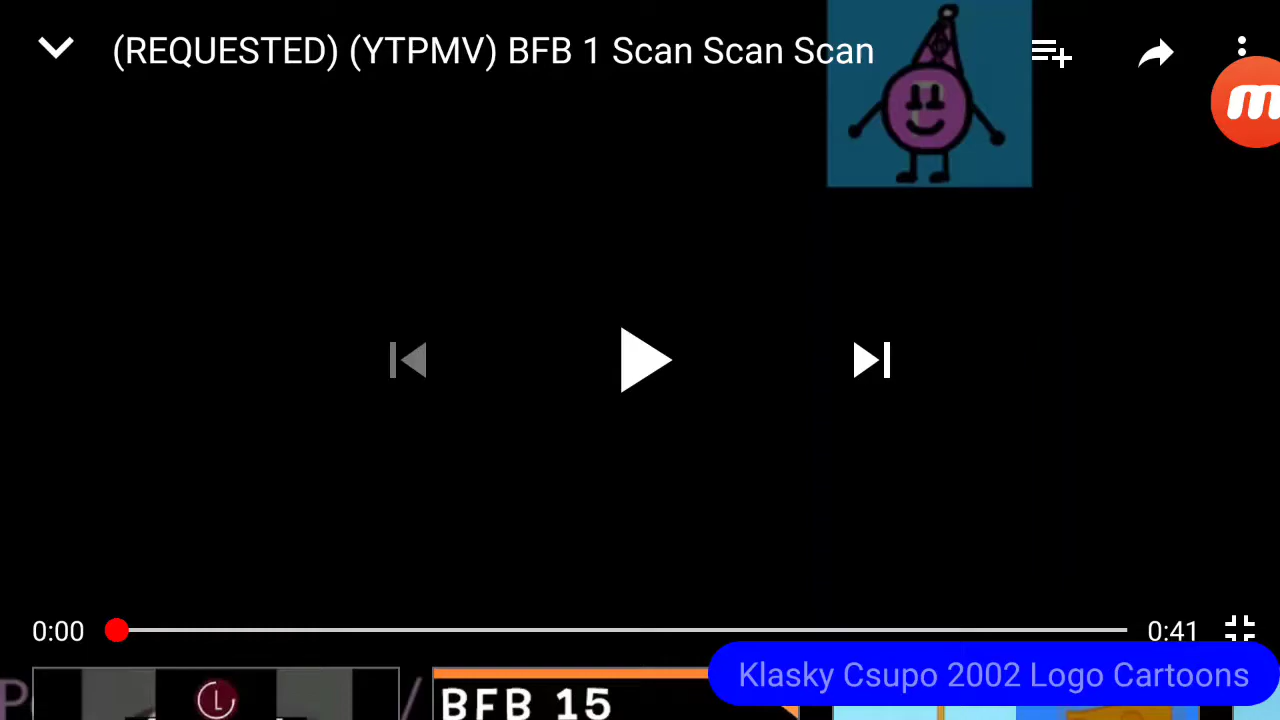 (REQUESTED) (YTPMV) BFB 1 Scan Scan Scan
0:00
0:41
BFB 15
Klasky Csupo 2002 Logo Cartoons